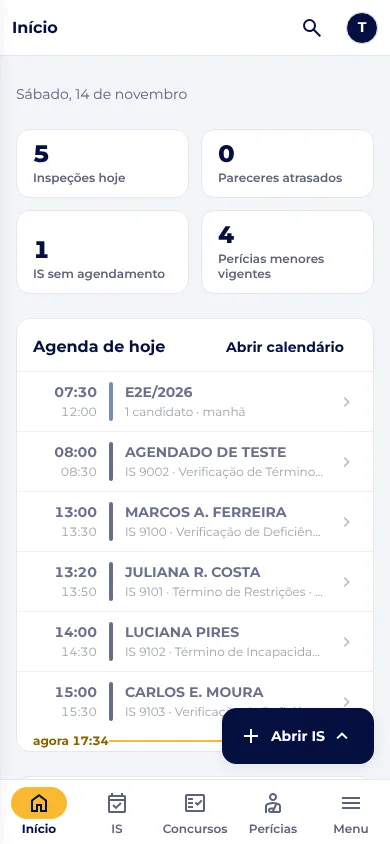 Início
T
Sábado, 14 de novembro
5
Inspeções hoje
0
Pareceres atrasados
1
IS sem agendamento
4
Perícias menores
vigentes
Agenda de hoje
Abrir calendário
07:30
E2E/2026
12:00
1 candidato · manhã
08:00
AGENDADO DE TESTE
08:30
IS 9002 · Verificação de Término...
13:00
MARCOS A. FERREIRA
13:30
IS 9100 · Verificação de Deficiên...
13:20
JULIANA R. COSTA
13:50
IS 9101 · Término de Restrições · ...
14:00
LUCIANA PIRES
14:30
IS 9102 · Término de Incapacida...
15:00
CARLOS E. MOURA
15:30
IS 9103 ·
agora 17:34
Abrir IS
Início
IS
Concursos
Perícias
Menu